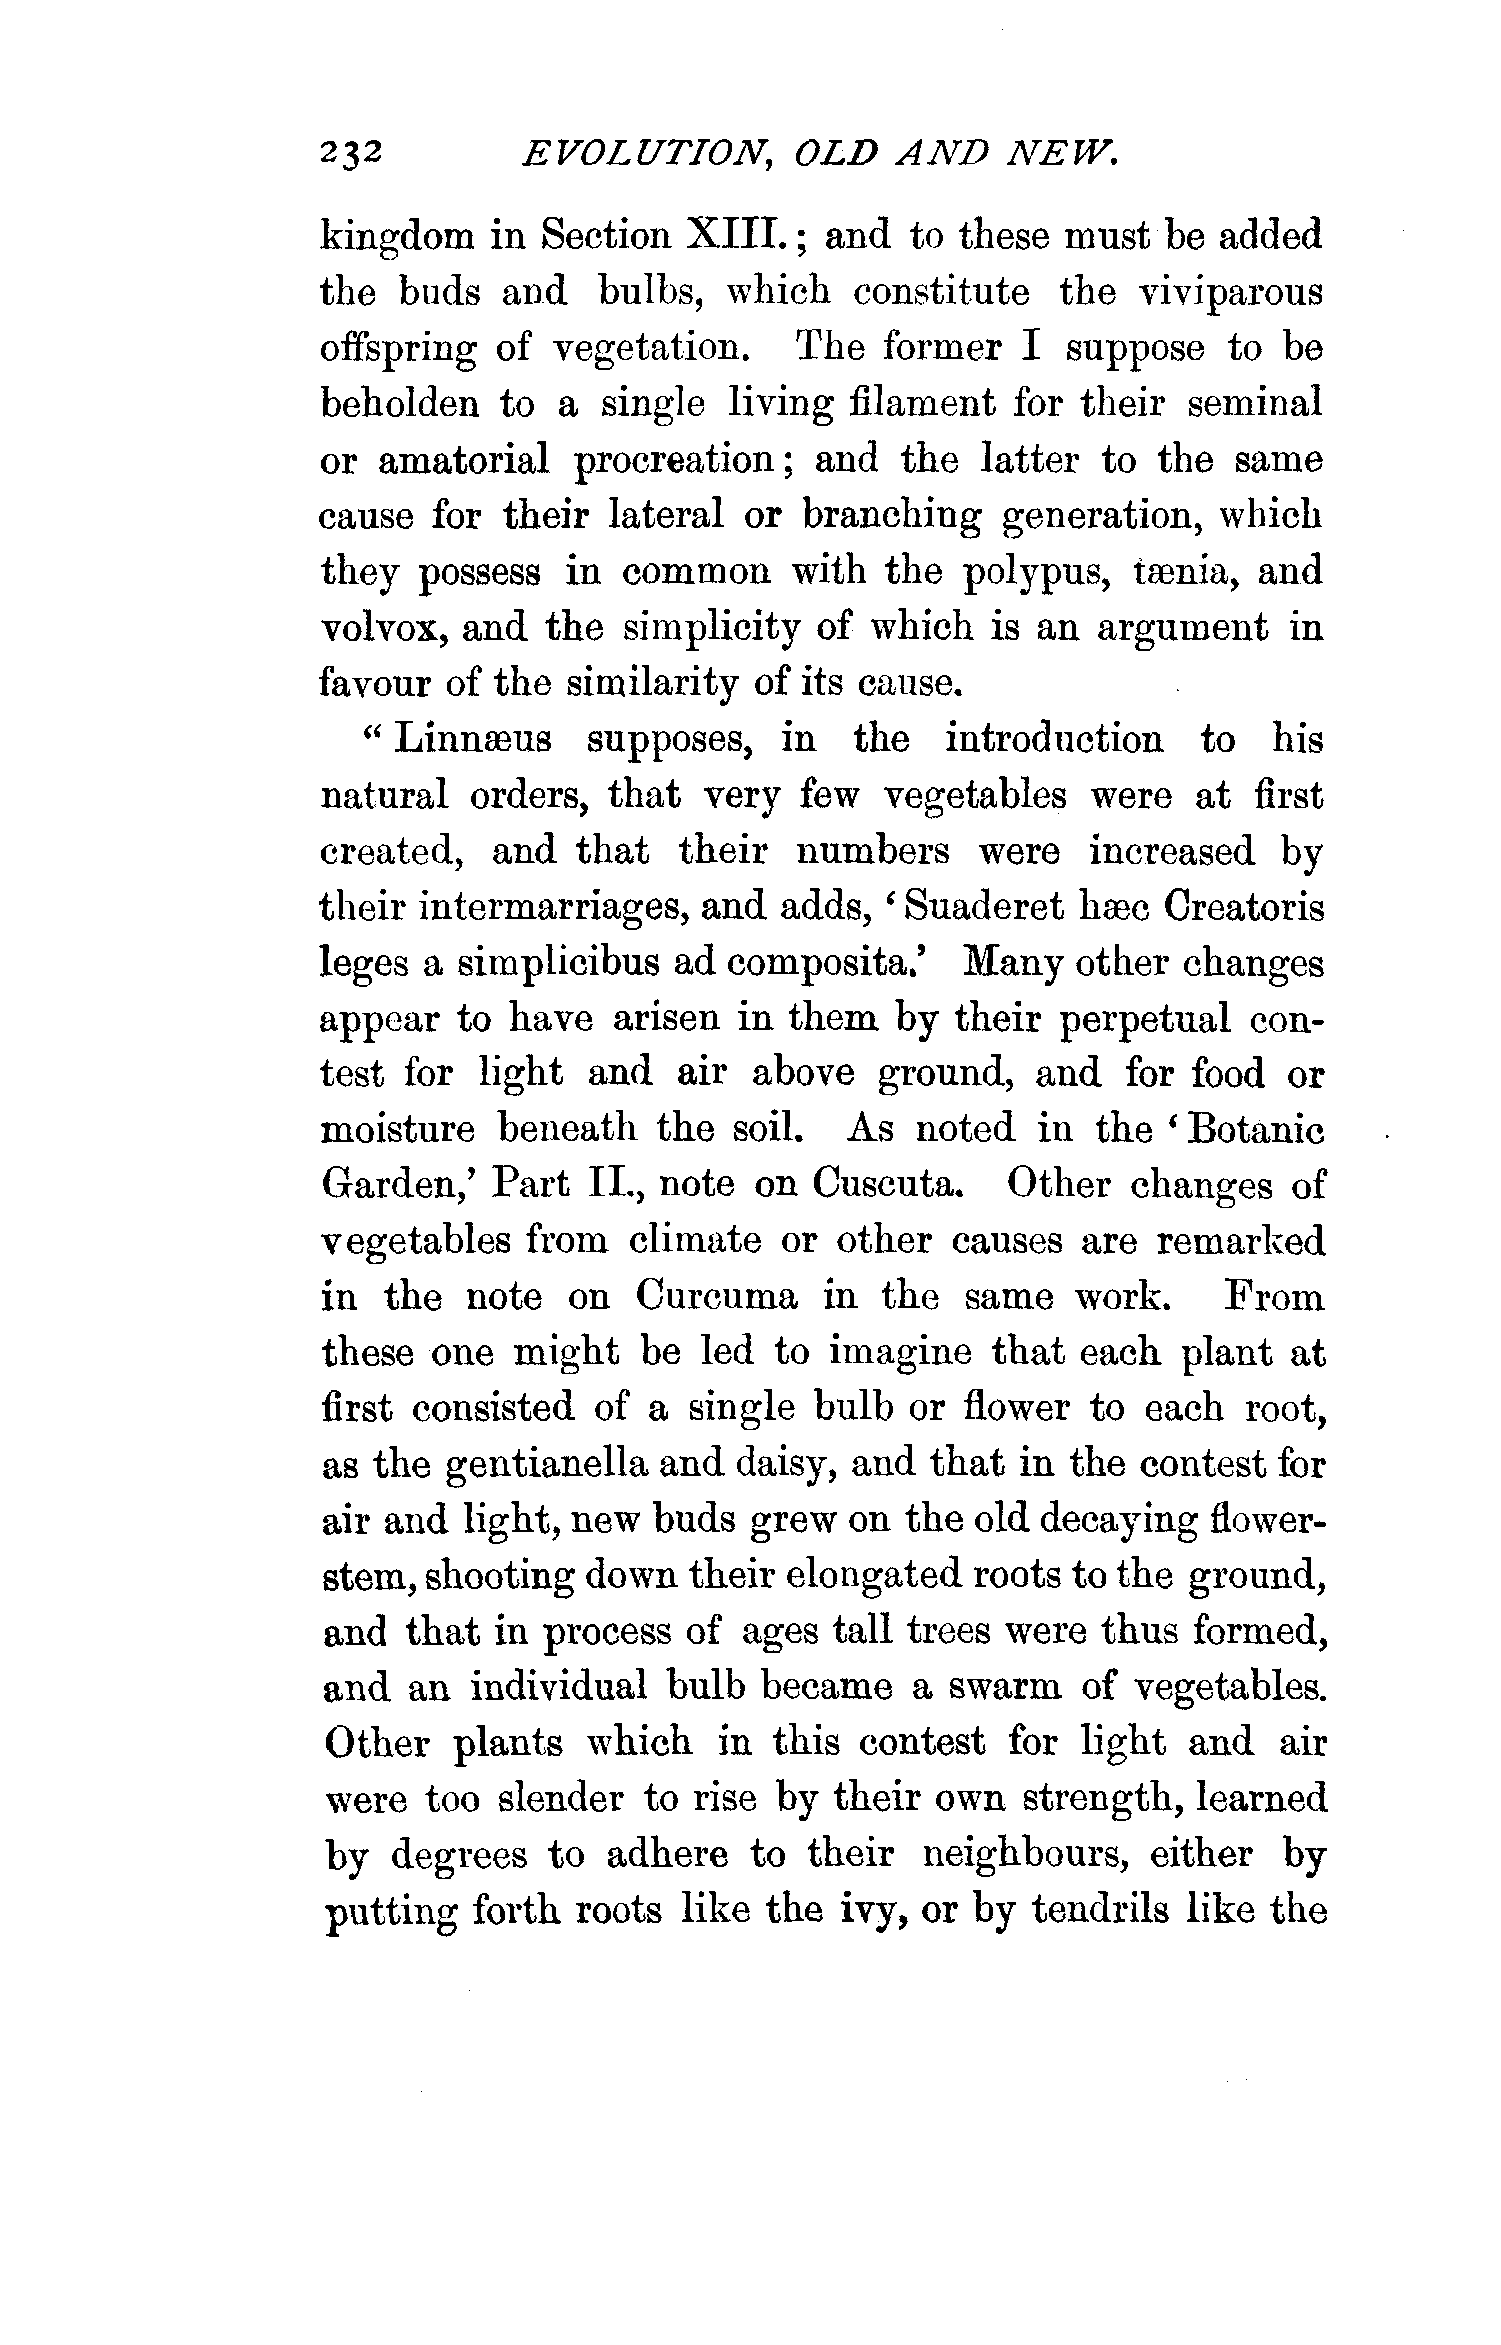 232 EVOLUTION, OLD AND NEW.
kingdom in Section XIII.; and to these must be added
the buds and bulbs, which constitute the viviparous
offspring of vegetation. The former I suppose to be
beholden to a single living filament for their seminal
or amatorial procreation; and the latter to the same
cause for their lateral or branching generation, which
they possess in common with the polypus, tænia, and
volvox, and the simplicity of which is an argument in
favour of the similarity of its cause.
“Linnæus supposes, in the introduction to his
natural orders, that very few vegetables were at first
created, and that their numbers were increased by
their intermarriages, and adds, ‘Suaderet hæc Creatoris
leges a simplicibus ad composita.’ Many other changes
appear to have arisen in them by their perpetual con-
test for light and air above ground, and for food or
moisture beneath the soil. As noted in the ‘Botanic
Garden,’ Part II., note on Cuscuta. Other changes of
vegetables from climate or other causes are remarked
in the note on Curcuma in the same work. From
these one might be led to imagine that each plant at
first consisted of a single bulb or flower to each root,
as the gentianella and daisy, and that in the contest for
air and light, new buds grew on the old decaying flower-
stem, shooting down their elongated roots to the ground,
and that in process of ages tall trees were thus formed,
and an individual bulb became a swarm of vegetables.
Other plants which in this contest for light and air
were too slender to rise by their own strength, learned
by degrees to adhere to their neighbours, either by
putting forth roots like the ivy, or by tendrils like the